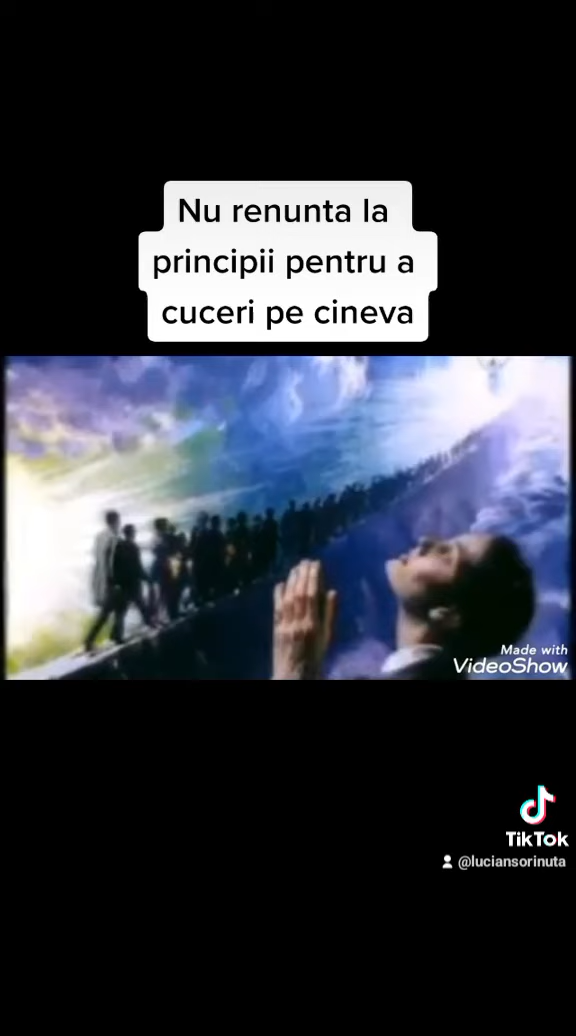 Nu renunta la
principii pentru a
cuceri pe cineva
Made with
VideoShow
TikTok
@luciansorinuta